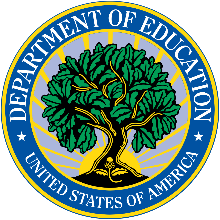 DEPARTMENT OF EDUCATION
UNITED STATES OF AMERICA